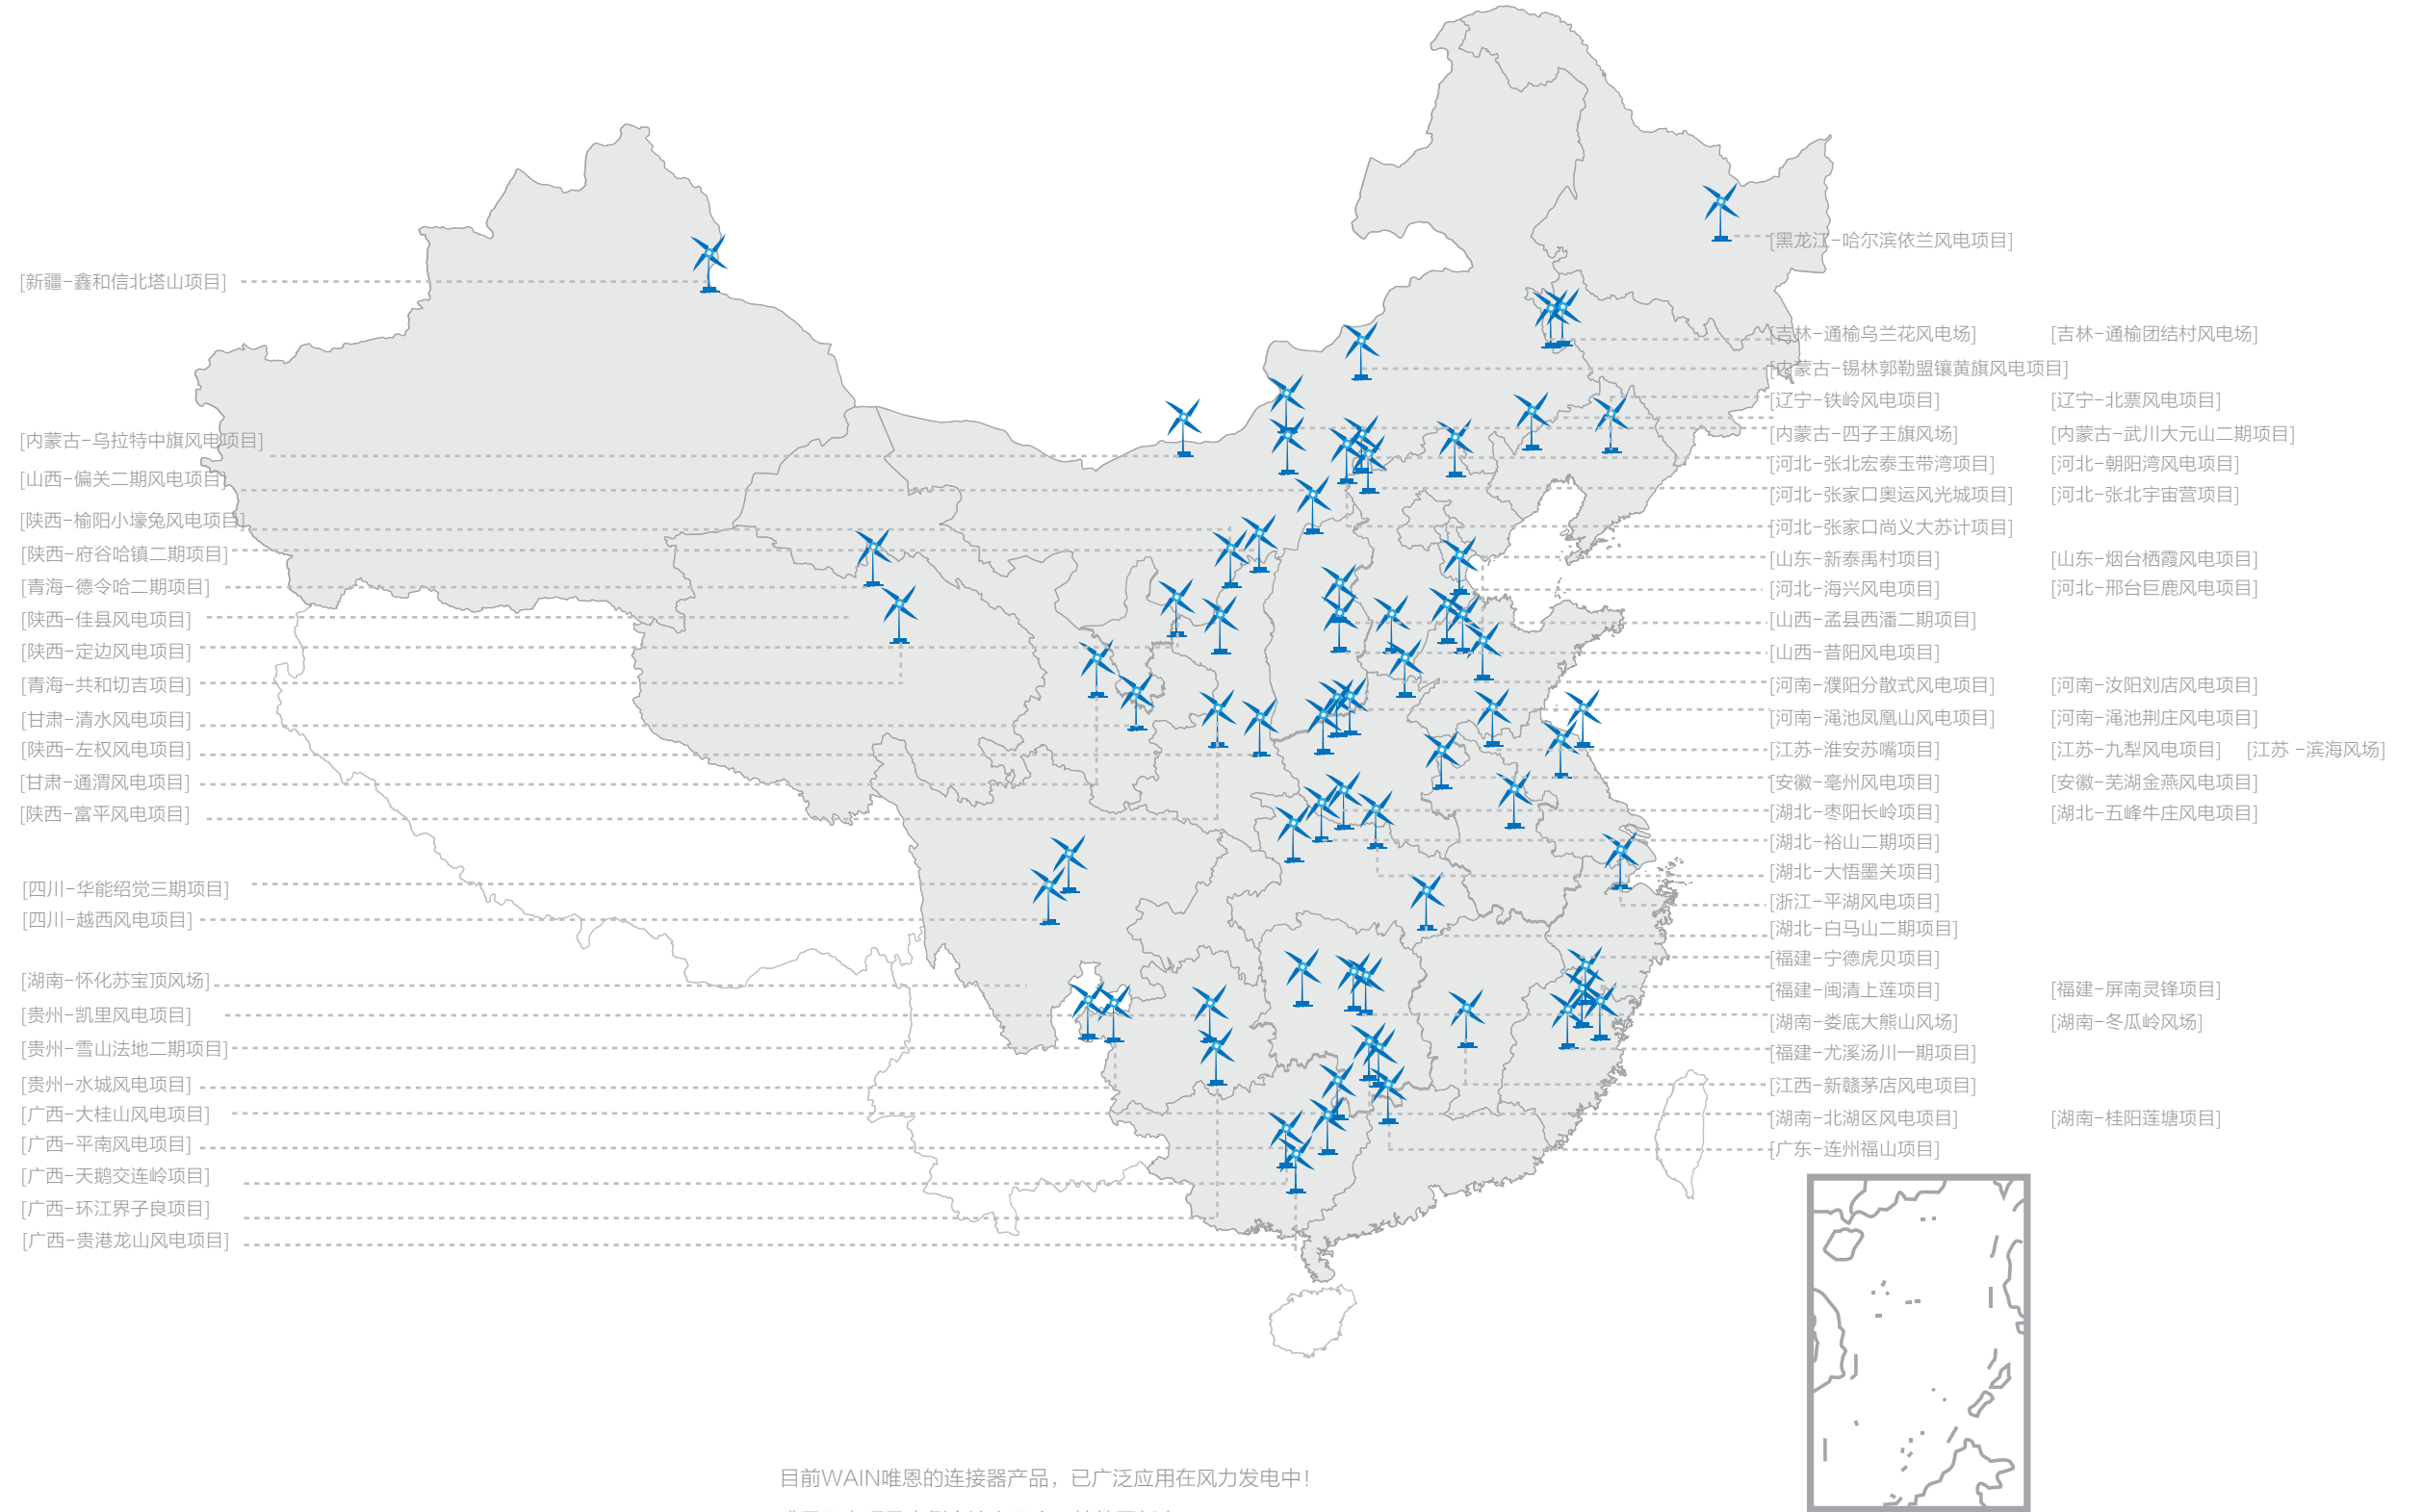 [新疆-鑫和信北塔山项目]
[内蒙古-乌拉特中旗风电项目]
[山西-偏关二期风电项目]
[陕西-榆阳小壕兔风电项目]
[陕西-府谷哈镇二期项目]
[青海-德令哈二期项目]
[陕西-佳县风电项目]
[陕西-定边风电项目]
[青海-共和切吉项目]
[甘肃-清水风电项目]
[陕西-左权风电项目]
[甘肃-通渭风电项目]
[陕西-富平风电项目]
[四川-华能绍觉三期项目]
[四川-越西风电项目]
[湖南-怀化苏宝顶风场]
[贵州-凯里风电项目]
[贵州-雪山法地二期项目]
[贵州-水城风电项目]
[广西-大桂山风电项目]
[广西-平南风电项目]
[广西-天鹅交连岭项目]
[广西-环江界子良项目]
[广西-贵港龙山风电项目]
[黑龙江-哈尔滨依兰风电项目]
[吉林-通榆乌兰花风电场] [吉林-通榆团结村风电场]
[内蒙古-锡林郭勒盟镶黄旗风电项目]
[辽宁-铁岭风电项目] [辽宁-北票风电项目]
[内蒙古-四子王旗风场] [内蒙古-武川大元山二期项目]
[河北-张北宏泰玉带湾项目] [河北-朝阳湾风电项目]
[河北-张家口奥运风光城项目] [河北-张北宇宙营项目]
[河北-张家口尚义大苏计项目]
[山东-新泰禹村项目] [山东-烟台栖霞风电项目]
[河北-海兴风电项目] [河北-邢台巨鹿风电项目]
[山西-孟县西潘二期项目]
[山西-昔阳风电项目]
[河南-濮阳分散式风电项目] [河南-汝阳刘店风电项目]
[河南-渑池凤凰山风电项目] [河南-渑池荆庄风电项目]
[江苏-淮安苏嘴项目] [江苏-九犁风电项目] [江苏 -滨海风场]
[安徽-亳州风电项目] [安徽-芜湖金燕风电项目]
[湖北-枣阳长岭项目] [湖北-五峰牛庄风电项目]
[湖北-裕山二期项目]
[湖北-大悟墨关项目]
[浙江-平湖风电项目]
[湖北-白马山二期项目]
[福建-宁德虎贝项目]
[福建-闽清上莲项目] [福建-屏南灵锋项目]
[湖南-娄底大熊山风场] [湖南-冬瓜岭风场]
[福建-尤溪汤川一期项目]
[江西-新赣茅店风电项目]
[湖南-北湖区风电项目] [湖南-桂阳莲塘项目]
[广东-连州福山项目]
目前WAIN唯恩的连接器产品，已广泛应用在风力发电中！